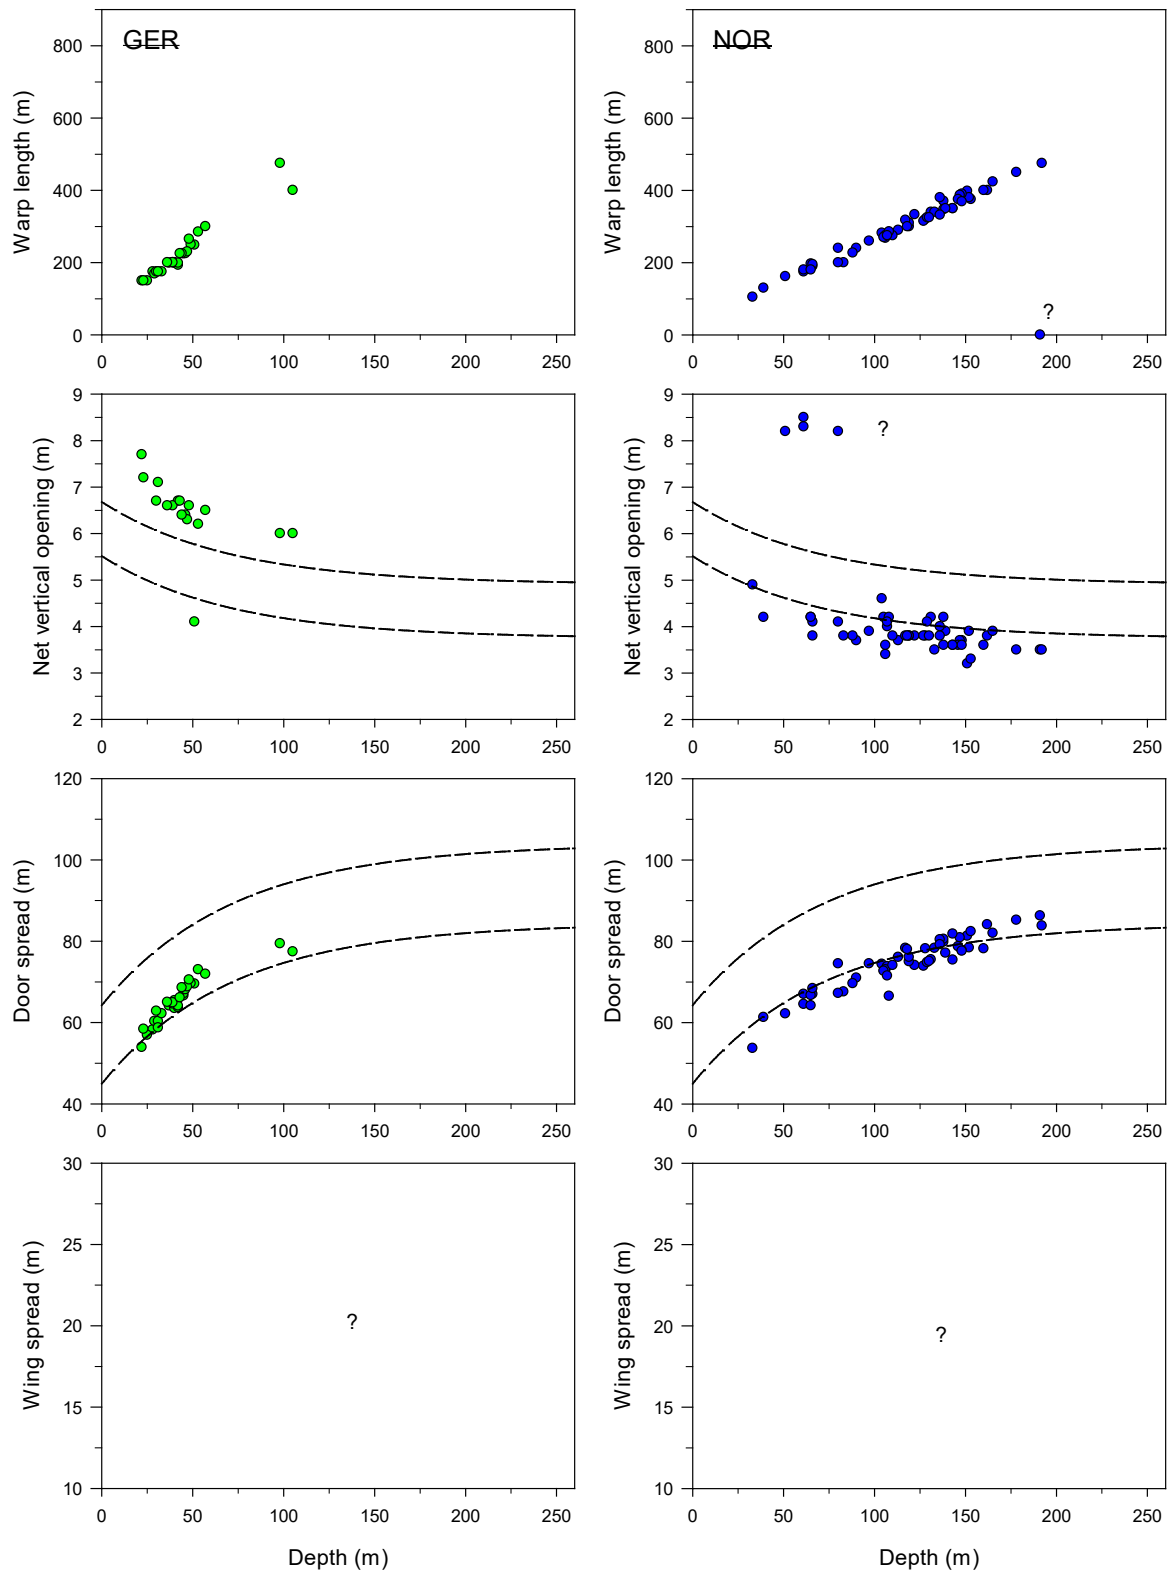 GER
Warp length (m)
800
600
400
200
0
0 50 100 150 200 250
NOR
Warp length (m)
800
600
400
200
0
?
0 50 100 150 200 250
Net vertical opening (m)
9
8
7
6
5
4
3
2
0 50 100 150 200 250
Net vertical opening (m)
9
8
7
6
5
4
3
2
?
0 50 100 150 200 250
Door spread (m)
120
100
80
60
40
0 50 100 150 200 250
Door spread (m)
120
100
80
60
40
0 50 100 150 200 250
Wing spread (m)
30
25
20
15
10
?
0 50 100 150 200 250
Depth (m)
Wing spread (m)
30
25
20
15
10
?
0 50 100 150 200 250
Depth (m)